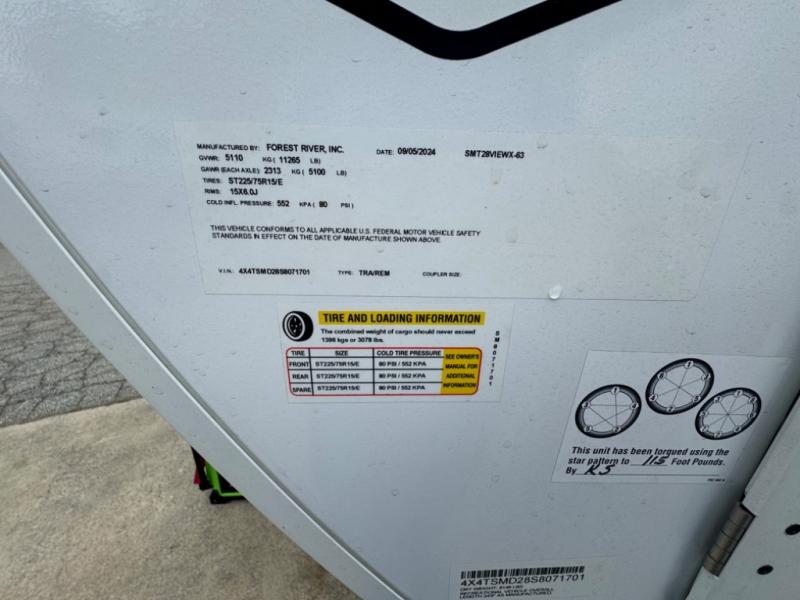 MANUFACTURED BY: FOREST RIVER, INC. DATE: 09/05/2024 SMT28VIEWX-63
GVWR: 5110 KG ( 11265 LB)
GAWR (EACH AXLE): 2313 KG ( 5100 LB)
TIRES: ST225/75R15/E
RIMS: 15X6.0J
COLD INFL. PRESSURE: 552 KPA ( 80 PSI )
THIS VEHICLE CONFORMS TO ALL APPLICABLE U.S. FEDERAL MOTOR VEHICLE SAFETY
STANDARDS IN EFFECT ON THE DATE OF MANUFACTURE SHOWN ABOVE.
V.I.N.: 4X4TSMD28S8071701 TYPE: TRA/REM COUPLER SIZE:
TIRE AND LOADING INFORMATION
The combined weight of cargo should never exceed
1396 kgs or 3078 lbs.
TIRE SIZE COLD TIRE PRESSURE SEE OWNER'S
FRONT ST225/75R15/E 80 PSI / 552 KPA MANUAL FOR
REAR ST225/75R15/E 80 PSI / 552 KPA ADDITIONAL
SPARE ST225/75R15/E 80 PSI / 552 KPA INFORMATION
SM8071701
This unit has been torqued using the
star pattern to 115 Foot Pounds.
By KS
4X4TSMD28S8071701
RECREATIONAL VEHICLE OVERALL